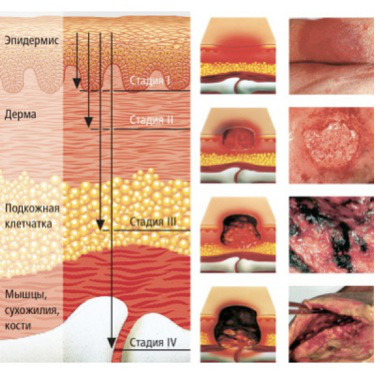 Эпидермис
Стадия I
Дерма
Стадия II
Подкожная
клетчатка
Стадия III
Мышцы,
сухожилия,
кости
Стадия IV